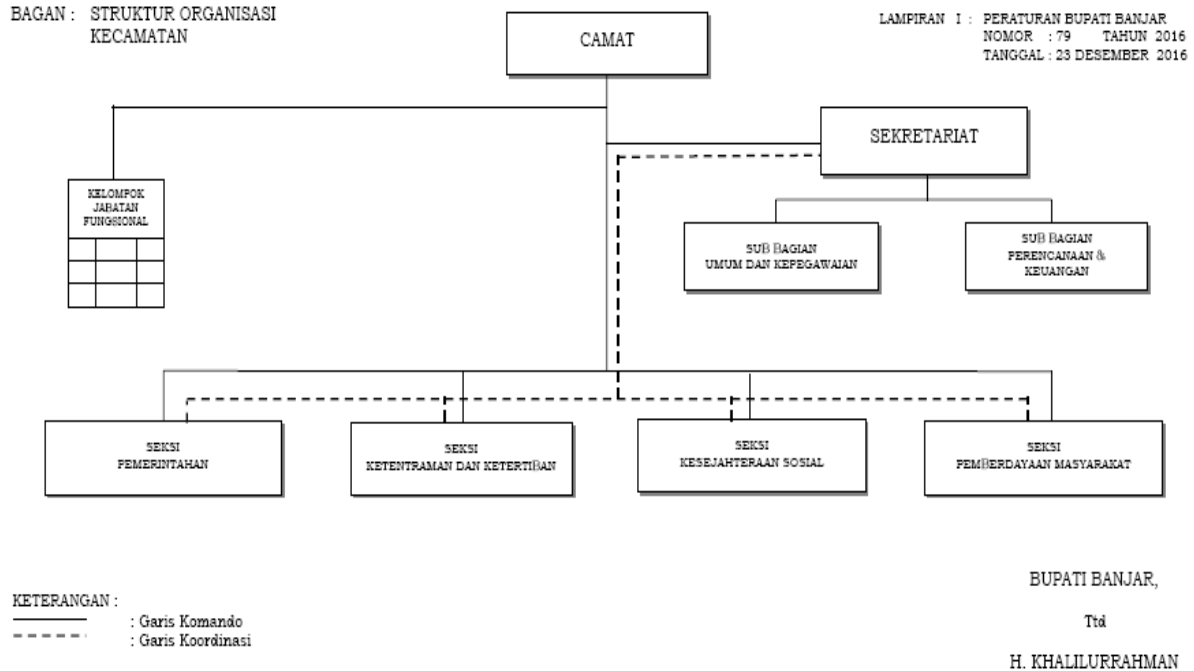 BAGAN : STRUKTUR ORGANISASI
KECAMATAN
LAMPIRAN I : PERATURAN BUPATI BANJAR
NOMOR : 79 TAHUN 2016
TANGGAL : 23 DESEMBER 2016
CAMAT
SEKRETARIAT
KELOMPOK
JABATAN
FUNGSIONAL
SUB BAGIAN
UMUM DAN KEPEGAWAIAN
SUB BAGIAN
PERENCANAAN &
KEUANGAN
SEKSI
PEMERINTAHAN
SEKSI
KETENTRAMAN DAN KETERTIBAN
SEKSI
KESEJAHTERAAN SOSIAL
SEKSI
PEMBERDAYAAN MASYARAKAT
KETERANGAN :
: Garis Komando
: Garis Koordinasi
BUPATI BANJAR,
Ttd
H. KHALILURRAHMAN